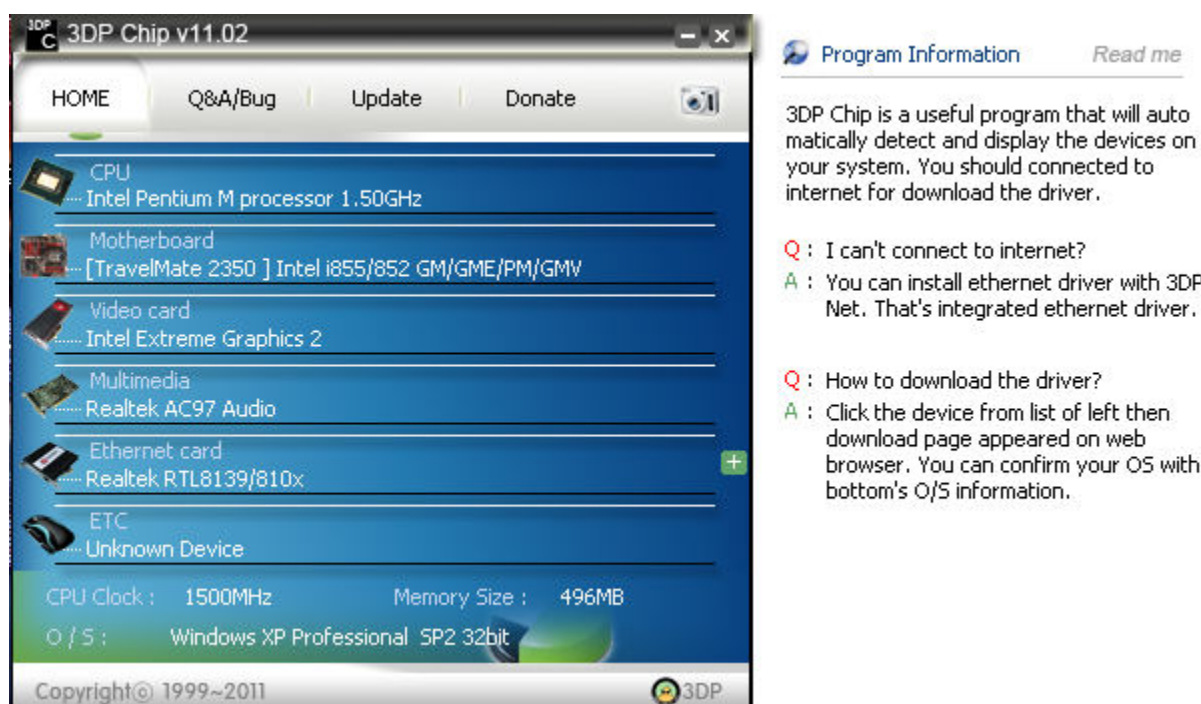 3DP
C 3DP Chip v11.02
HOME Q&A/Bug Update Donate
CPU
Intel Pentium M processor 1.50GHz
Motherboard
[TravelMate 2350 ] Intel i855/852 GM/GME/PM/GMV
Video card
Intel Extreme Graphics 2
Multimedia
Realtek AC97 Audio
Ethernet card
Realtek RTL8139/810x
ETC
Unknown Device
CPU Clock : 1500MHz Memory Size : 496MB
O / S : Windows XP Professional SP2 32bit
Copyright© 1999~2011 3DP
Program Information Read me
3DP Chip is a useful program that will auto
matically detect and display the devices on
your system. You should connected to
internet for download the driver.
Q : I can't connect to internet?
A : You can install ethernet driver with 3DP
Net. That's integrated ethernet driver.
Q : How to download the driver?
A : Click the device from list of left then
download page appeared on web
browser. You can confirm your OS with
bottom's O/S information.